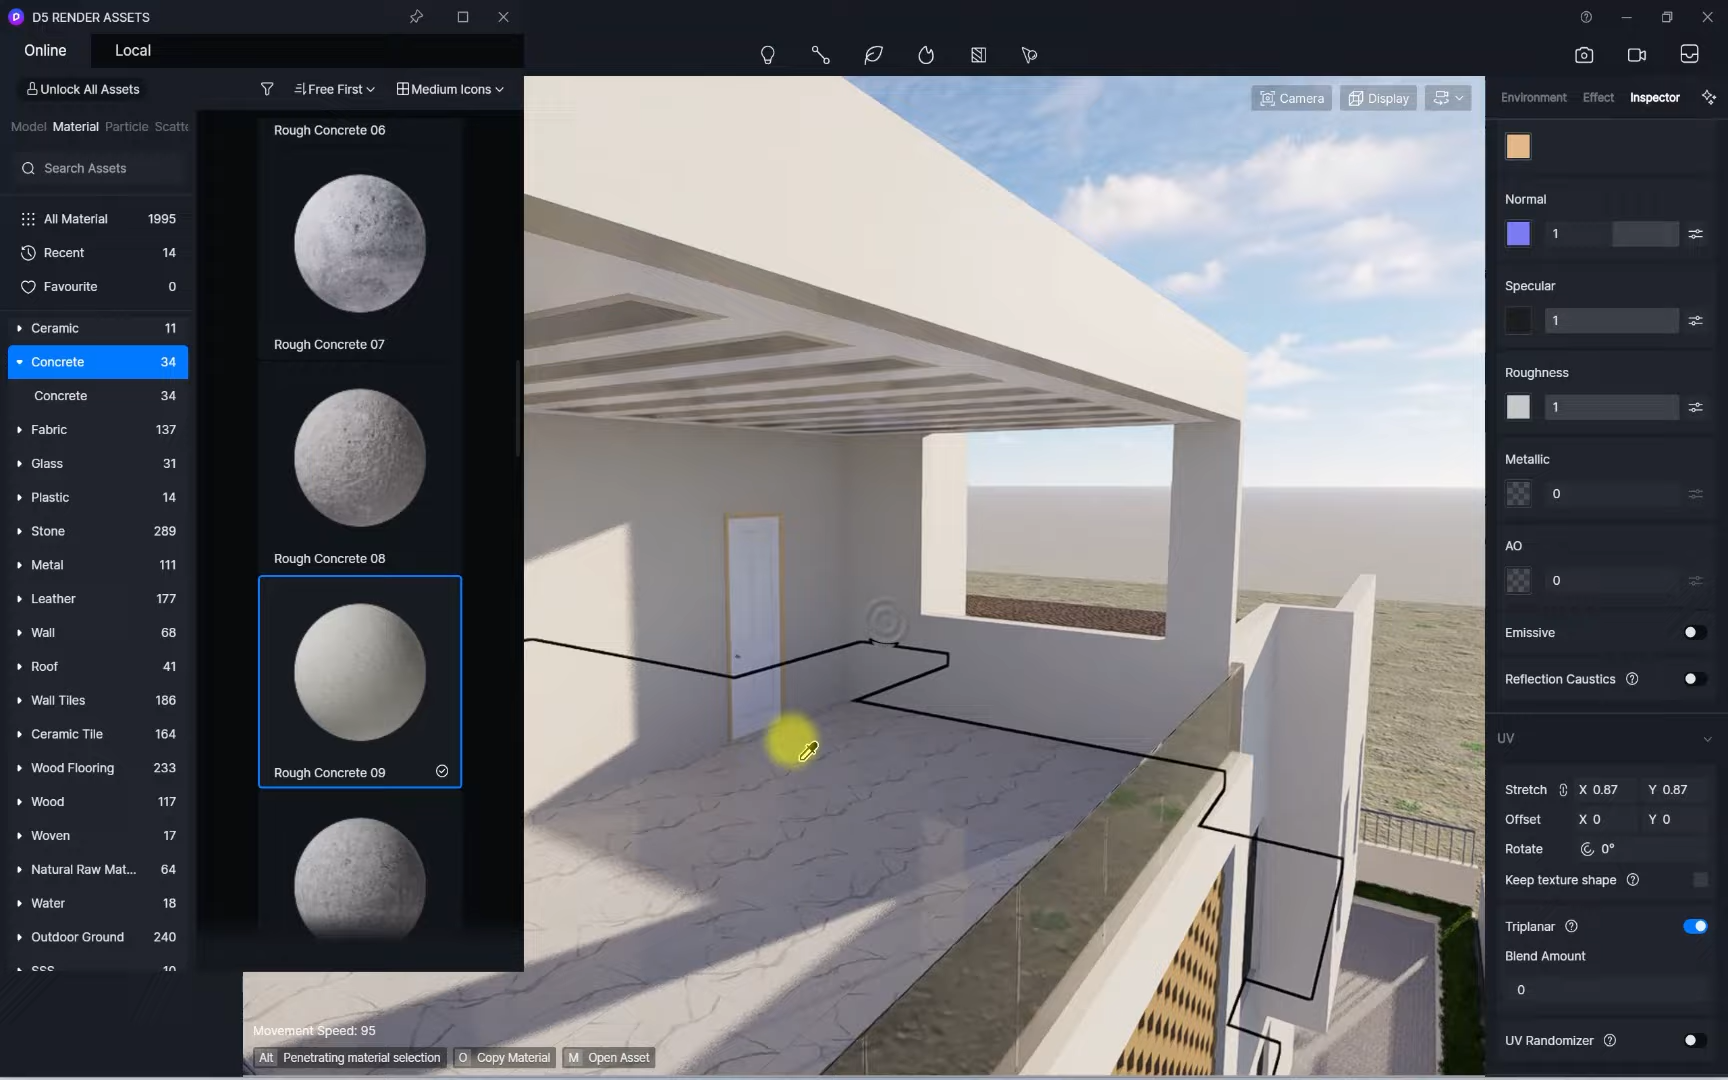 D5 RENDER ASSETS
Online
Local
Unlock All Assets
Free First
Medium Icons
Model Material Particle Scatte
Search Assets
All Material 1995
Recent 14
Favourite 0
Ceramic 11
Concrete 34
Concrete 34
Fabric 137
Glass 31
Plastic 14
Stone 289
Metal 111
Leather 177
Wall 68
Roof 41
Wall Tiles 186
Ceramic Tile 164
Wood Flooring 233
Wood 117
Woven 17
Natural Raw Mat... 64
Water 18
Outdoor Ground 240
SSS 10
Rough Concrete 06
Rough Concrete 07
Rough Concrete 08
Rough Concrete 09
Camera
Display
Movement Speed: 95
Alt Penetrating material selection O Copy Material M Open Asset
Environment Effect Inspector
Normal
1
Specular
1
Roughness
1
Metallic
0
AO
0
Emissive
Reflection Caustics
UV
Stretch X 0.87 Y 0.87
Offset X 0 Y 0
Rotate 0°
Keep texture shape
Triplanar
Blend Amount
0
UV Randomizer